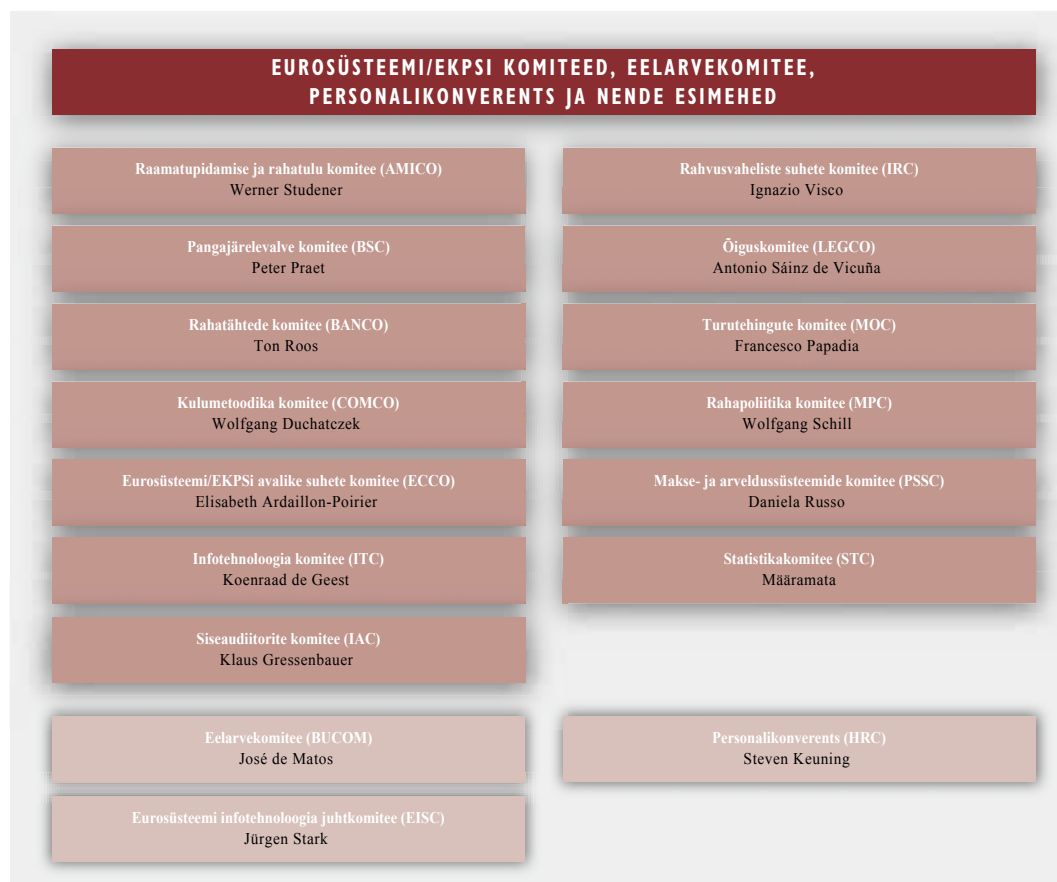 EUROSÜSTEEMI/EKPSI KOMITEED, EELARVEKOMITEE,
PERSONALIKONVERENTS JA NENDE ESIMEHED
Raamatupidamise ja rahatulu komitee (AMICO)
Werner Studener
Pangajärelevalve komitee (BSC)
Peter Praet
Rahatähtede komitee (BANCO)
Ton Roos
Kulumetoodika komitee (COMCO)
Wolfgang Duchatczek
Eurosüsteemi/EKPSi avalike suhete komitee (ECCO)
Elisabeth Ardaillon-Poirier
Infotehnoloogia komitee (ITC)
Koenraad de Geest
Siseaudiitorite komitee (IAC)
Klaus Gressenbauer
Rahvusvaheliste suhete komitee (IRC)
Ignazio Visco
Õiguskomitee (LEGCO)
Antonio Sáinz de Vicuña
Turutehingute komitee (MOC)
Francesco Papadia
Rahapoliitika komitee (MPC)
Wolfgang Schill
Makse- ja arveldussüsteemide komitee (PSSC)
Daniela Russo
Statistikakomitee (STC)
Määramata
Eelarvekomitee (BUCOM)
José de Matos
Eurosüsteemi infotehnoloogia juhtkomitee (EISC)
Jürgen Stark
Personalikonverents (HRC)
Steven Keuning